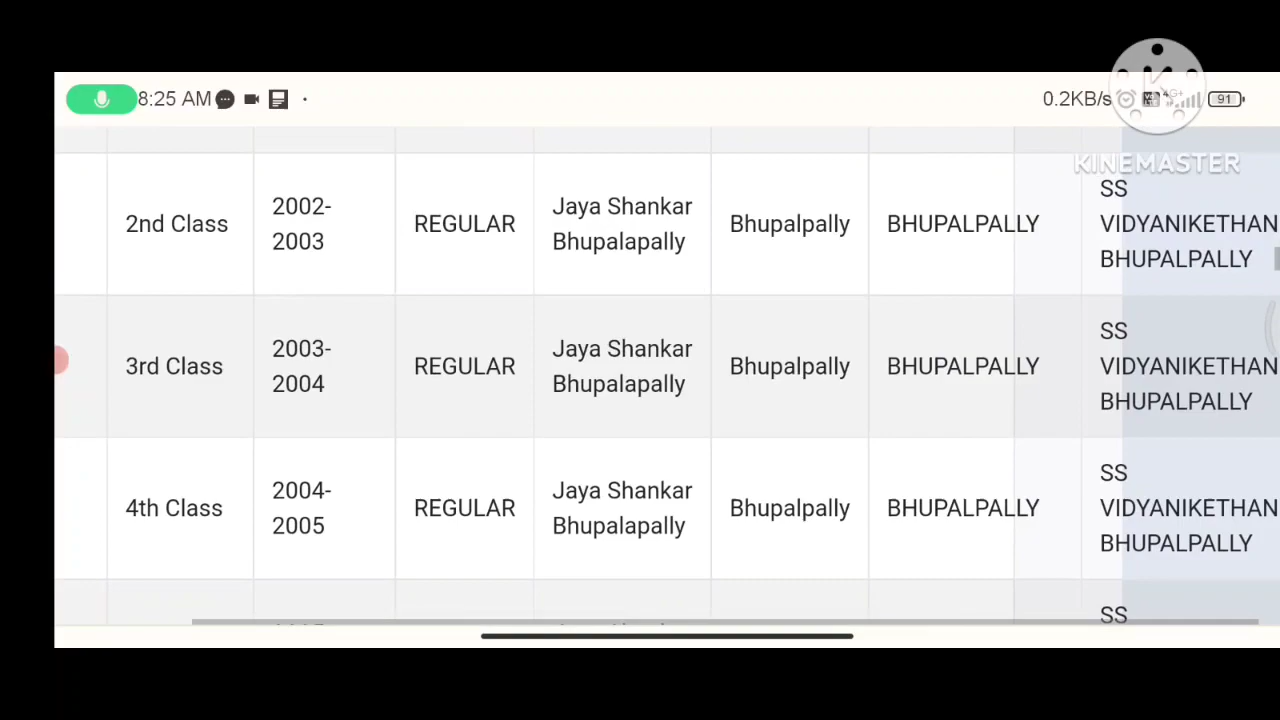 8:25 AM
0.2KB/s
4G+
91
KINEMASTER
2nd Class
2002-
2003
REGULAR
Jaya Shankar
Bhupalapally
Bhupalpally
BHUPALPALLY
SS
VIDYANIKETHAN
BHUPALPALLY
3rd Class
2003-
2004
REGULAR
Jaya Shankar
Bhupalapally
Bhupalpally
BHUPALPALLY
SS
VIDYANIKETHAN
BHUPALPALLY
4th Class
2004-
2005
REGULAR
Jaya Shankar
Bhupalapally
Bhupalpally
BHUPALPALLY
SS
VIDYANIKETHAN
BHUPALPALLY
SS